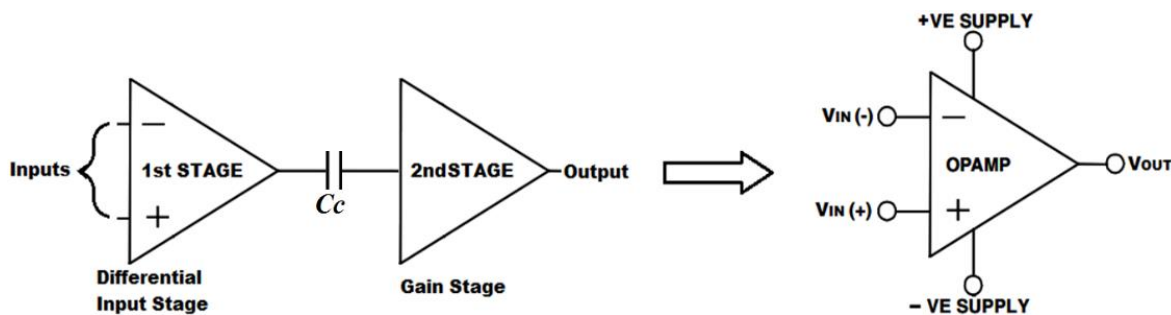 Inputs
−
+
1st STAGE
Cc
2ndSTAGE
Output
Differential
Input Stage
Gain Stage
+VE SUPPLY
VIN (-)
−
OPAMP
VOUT
VIN (+)
+
− VE SUPPLY